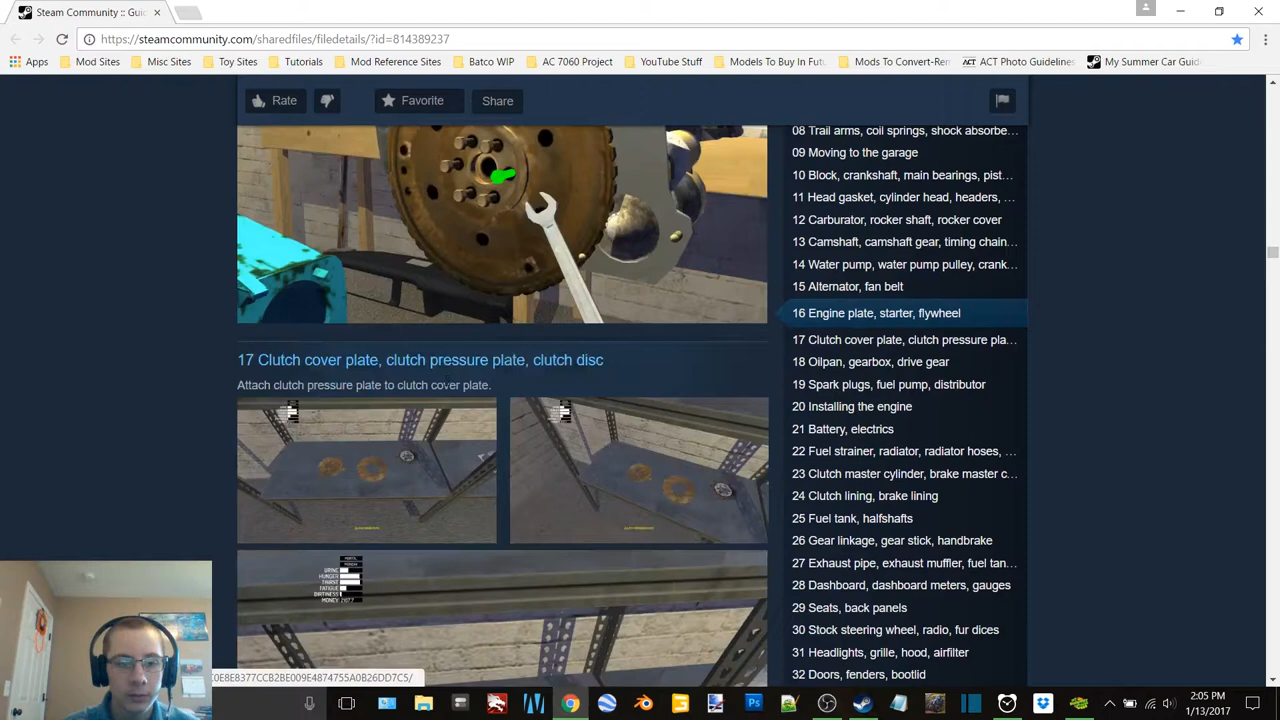 Steam Community :: Guid
https://steamcommunity.com/sharedfiles/filedetails/?id=814389237
Apps Mod Sites Misc Sites Toy Sites Tutorials Mod Reference Sites Batco WIP AC 7060 Project YouTube Stuff Models To Buy In Futu Mods To Convert-Ren ACT ACT Photo Guidelines My Summer Car Guid
Rate Favorite Share
08 Trail arms, coil springs, shock absorbe...
09 Moving to the garage
10 Block, crankshaft, main bearings, pist...
11 Head gasket, cylinder head, headers, ...
12 Carburator, rocker shaft, rocker cover
13 Camshaft, camshaft gear, timing chain...
14 Water pump, water pump pulley, crank...
15 Alternator, fan belt
16 Engine plate, starter, flywheel
17 Clutch cover plate, clutch pressure pla...
18 Oilpan, gearbox, drive gear
19 Spark plugs, fuel pump, distributor
20 Installing the engine
21 Battery, electrics
22 Fuel strainer, radiator, radiator hoses, ...
23 Clutch master cylinder, brake master c...
24 Clutch lining, brake lining
25 Fuel tank, halfshafts
26 Gear linkage, gear stick, handbrake
27 Exhaust pipe, exhaust muffler, fuel tan...
28 Dashboard, dashboard meters, gauges
29 Seats, back panels
30 Stock steering wheel, radio, fur dices
31 Headlights, grille, hood, airfilter
32 Doors, fenders, bootlid
17 Clutch cover plate, clutch pressure plate, clutch disc
Attach clutch pressure plate to clutch cover plate.
URINE
HUNGER
THIRST
FATIGUE
DIRTINESS
C0E8EB377CCB2BE009E4874755A0B26DD7C5/
2:05 PM
1/13/2017